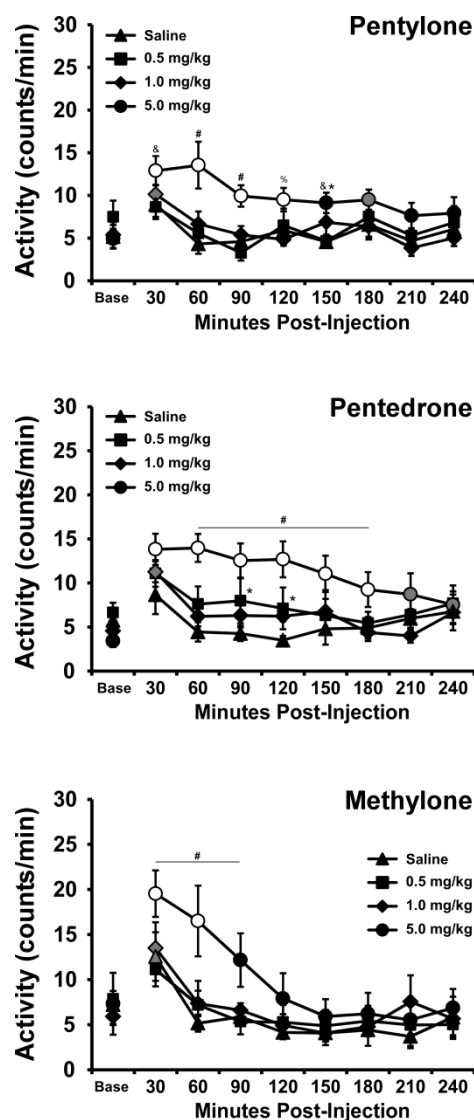 Pentylone
Activity (counts/min)
30
25
20
15
10
5
0
Saline
0.5 mg/kg
1.0 mg/kg
5.0 mg/kg
&
#
#
%
&*
Base 30 60 90 120 150 180 210 240
Minutes Post-Injection
Pentedrone
Activity (counts/min)
30
25
20
15
10
5
0
Saline
0.5 mg/kg
1.0 mg/kg
5.0 mg/kg
#
*
*
Base 30 60 90 120 150 180 210 240
Minutes Post-Injection
Methylone
Activity (counts/min)
30
25
20
15
10
5
0
Saline
0.5 mg/kg
1.0 mg/kg
5.0 mg/kg
#
Base 30 60 90 120 150 180 210 240
Minutes Post-Injection